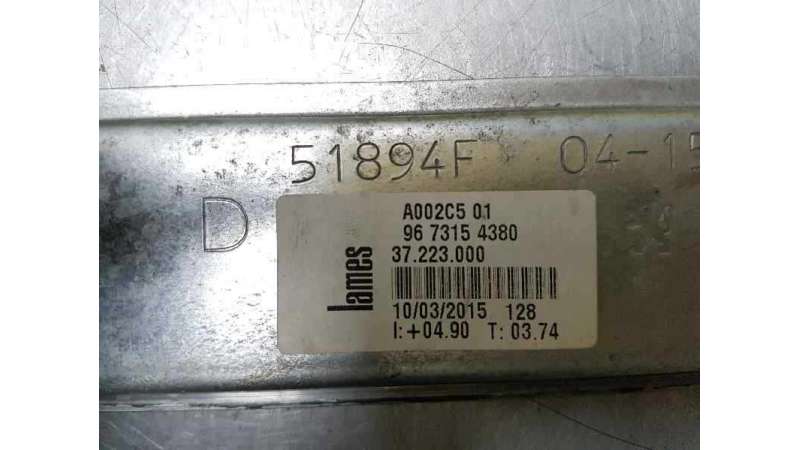 51894F 04-15
D
lames
A002C5 01
96 7315 4380
37.223.000
10/03/2015 128
I:+04.90 T: 03.74